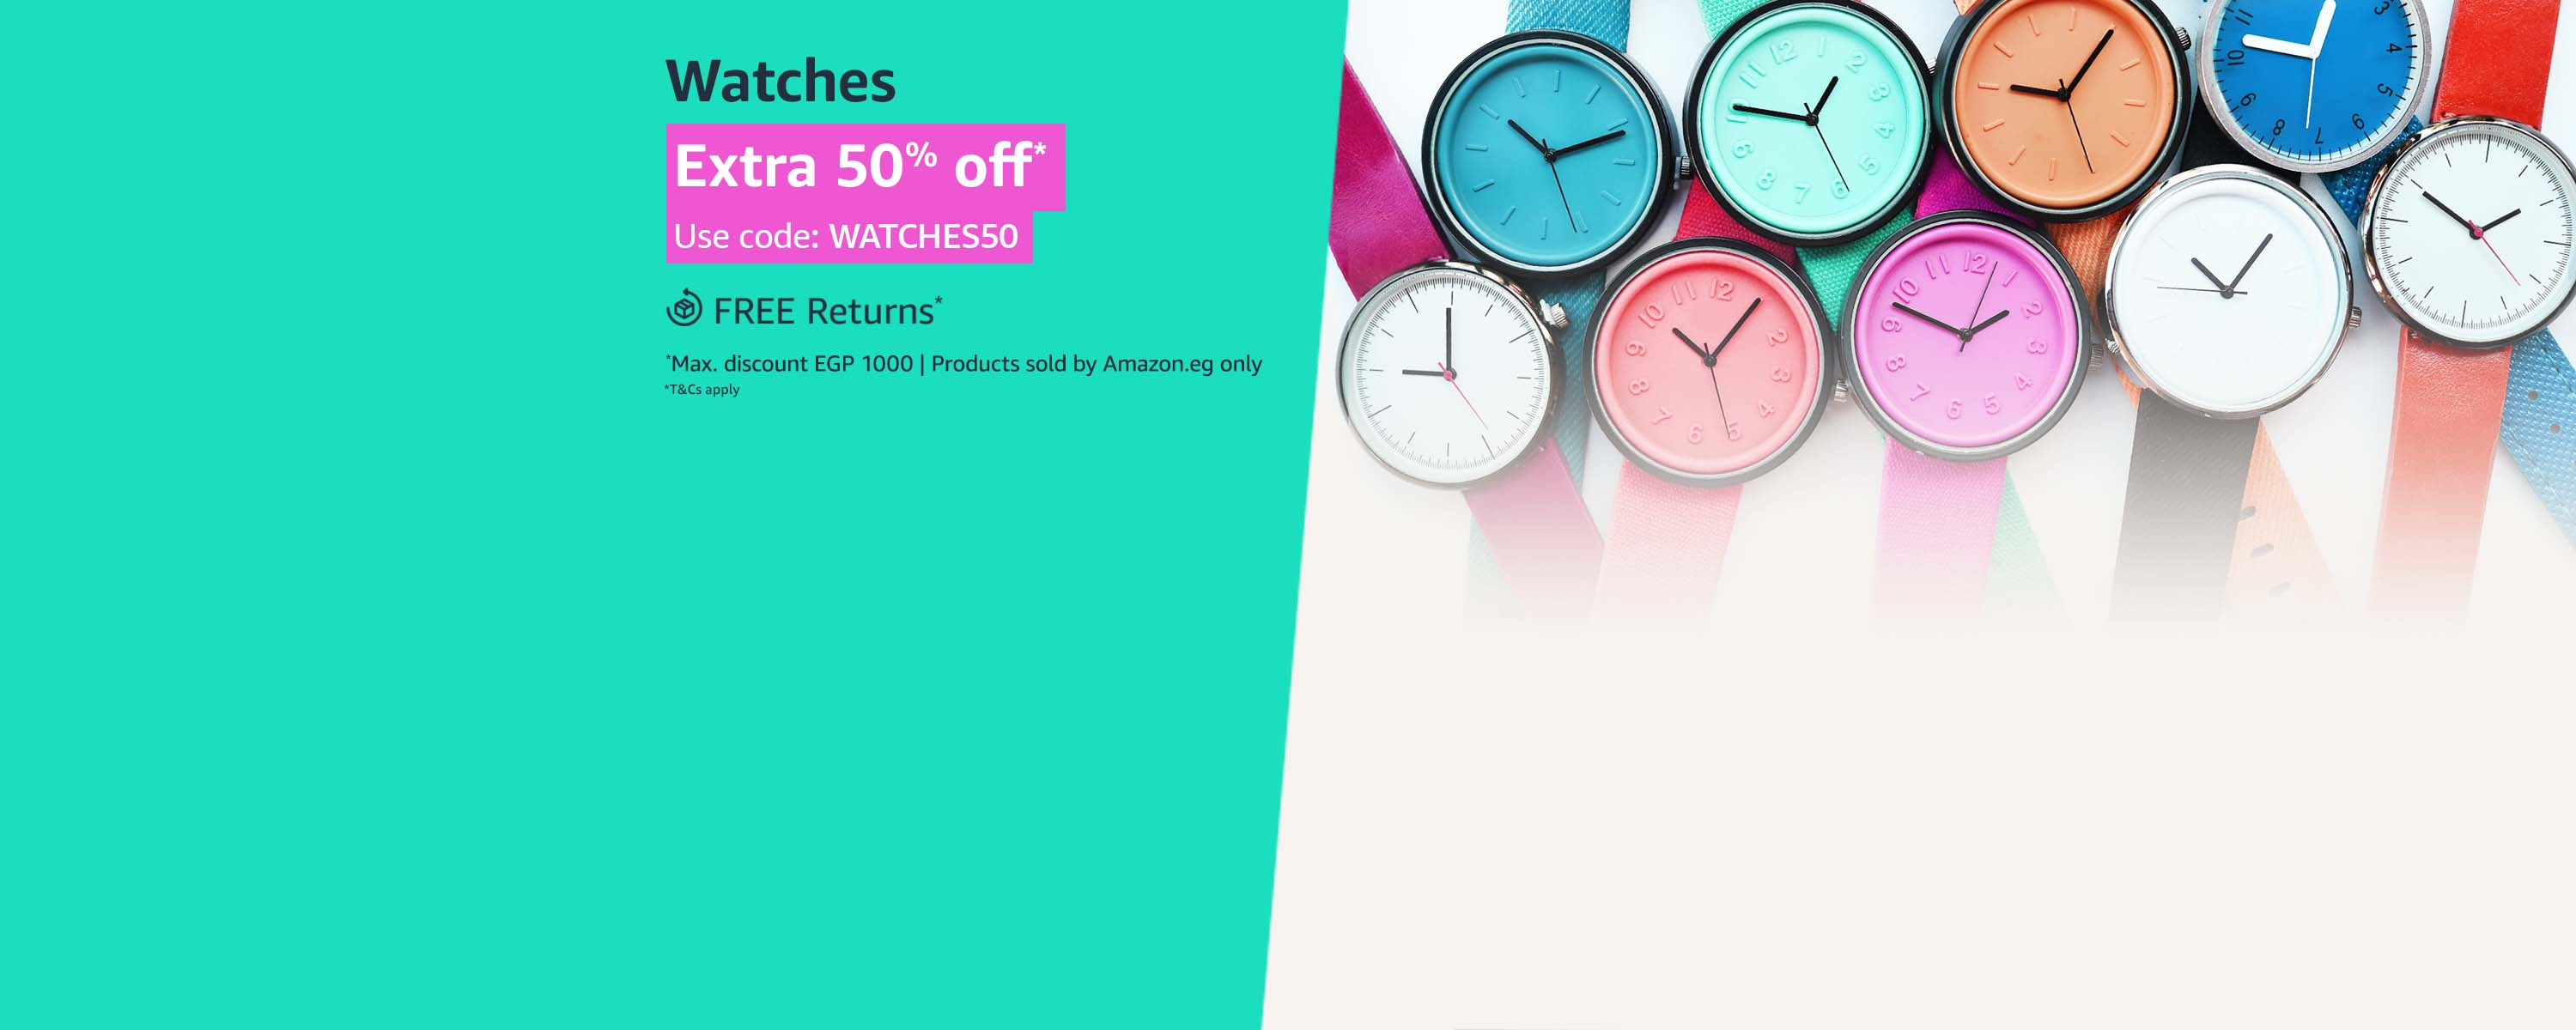 Watches
Extra 50% off*
Use code: WATCHES50
FREE Returns*
*Max. discount EGP 1000 | Products sold by Amazon.eg only
*T&Cs apply